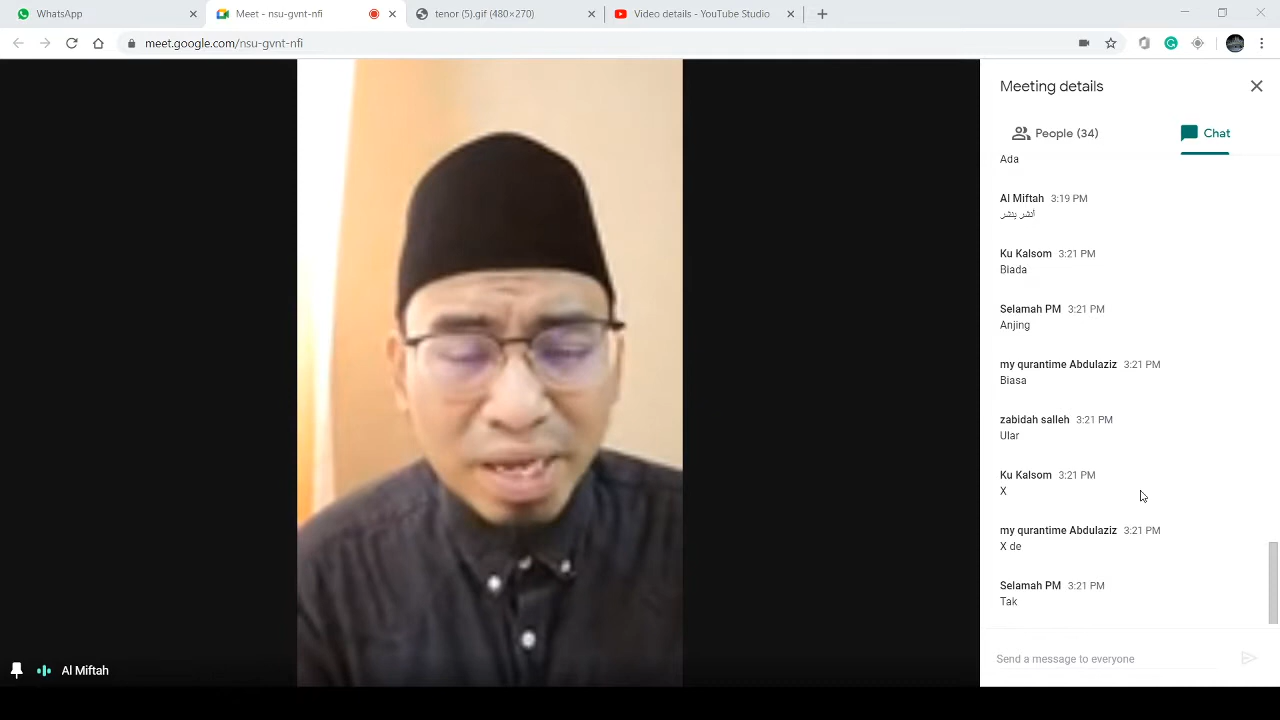 WhatsApp
Meet - nsu-gvnt-nfi
tenor (5).gif (480×270)
Video details - YouTube Studio
meet.google.com/nsu-gvnt-nfi
Meeting details
People (34)
Chat
Ada
Al Miftah 3:19 PM
أنشر ينشر
Ku Kalsom 3:21 PM
Biada
Selamah PM 3:21 PM
Anjing
my qurantime Abdulaziz 3:21 PM
Biasa
zabidah salleh 3:21 PM
Ular
Ku Kalsom 3:21 PM
X
my qurantime Abdulaziz 3:21 PM
X de
Selamah PM 3:21 PM
Tak
Send a message to everyone
Al Miftah